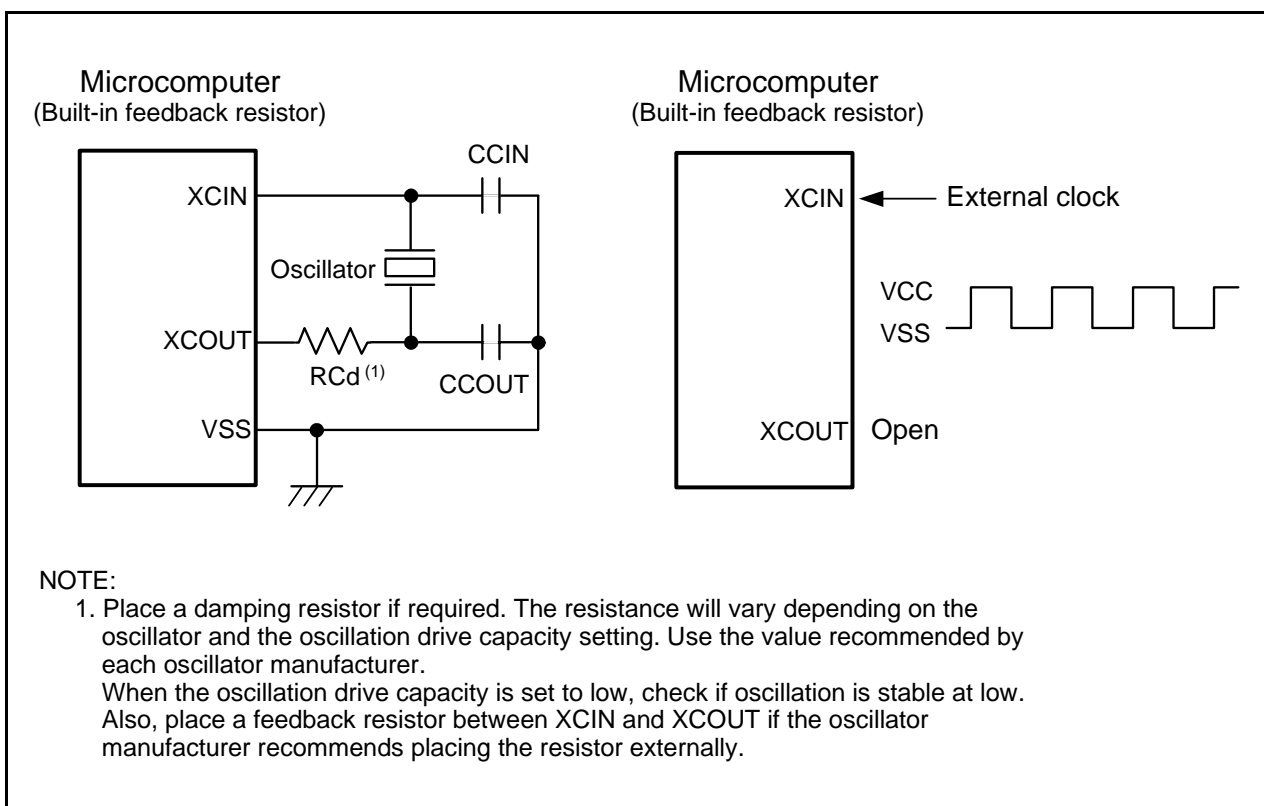 Microcomputer
(Built-in feedback resistor)
CCIN
XCIN
Oscillator
XCOUT
RCd (1)
CCOUT
VSS
Microcomputer
(Built-in feedback resistor)
XCIN
External clock
VCC
VSS
XCOUT
Open
NOTE:
1. Place a damping resistor if required. The resistance will vary depending on the
oscillator and the oscillation drive capacity setting. Use the value recommended by
each oscillator manufacturer.
When the oscillation drive capacity is set to low, check if oscillation is stable at low.
Also, place a feedback resistor between XCIN and XCOUT if the oscillator
manufacturer recommends placing the resistor externally.